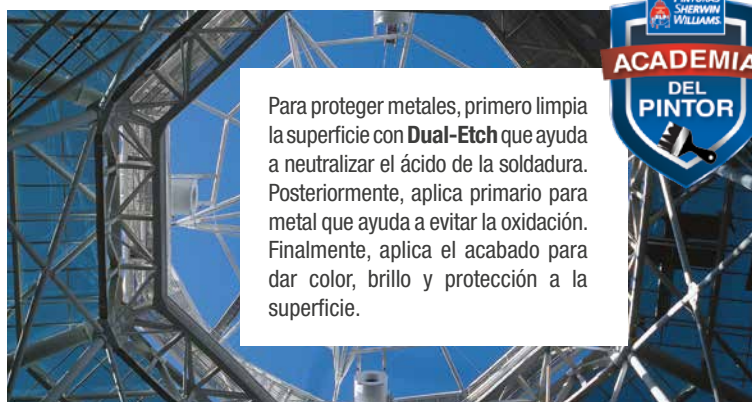 PINTURAS
SHERWIN
WILLIAMS.
ACADEMIA
DEL
PINTOR
Para proteger metales, primero limpia
la superficie con Dual-Etch que ayuda
a neutralizar el ácido de la soldadura.
Posteriormente, aplica primario para
metal que ayuda a evitar la oxidación.
Finalmente, aplica el acabado para
dar color, brillo y protección a la
superficie.